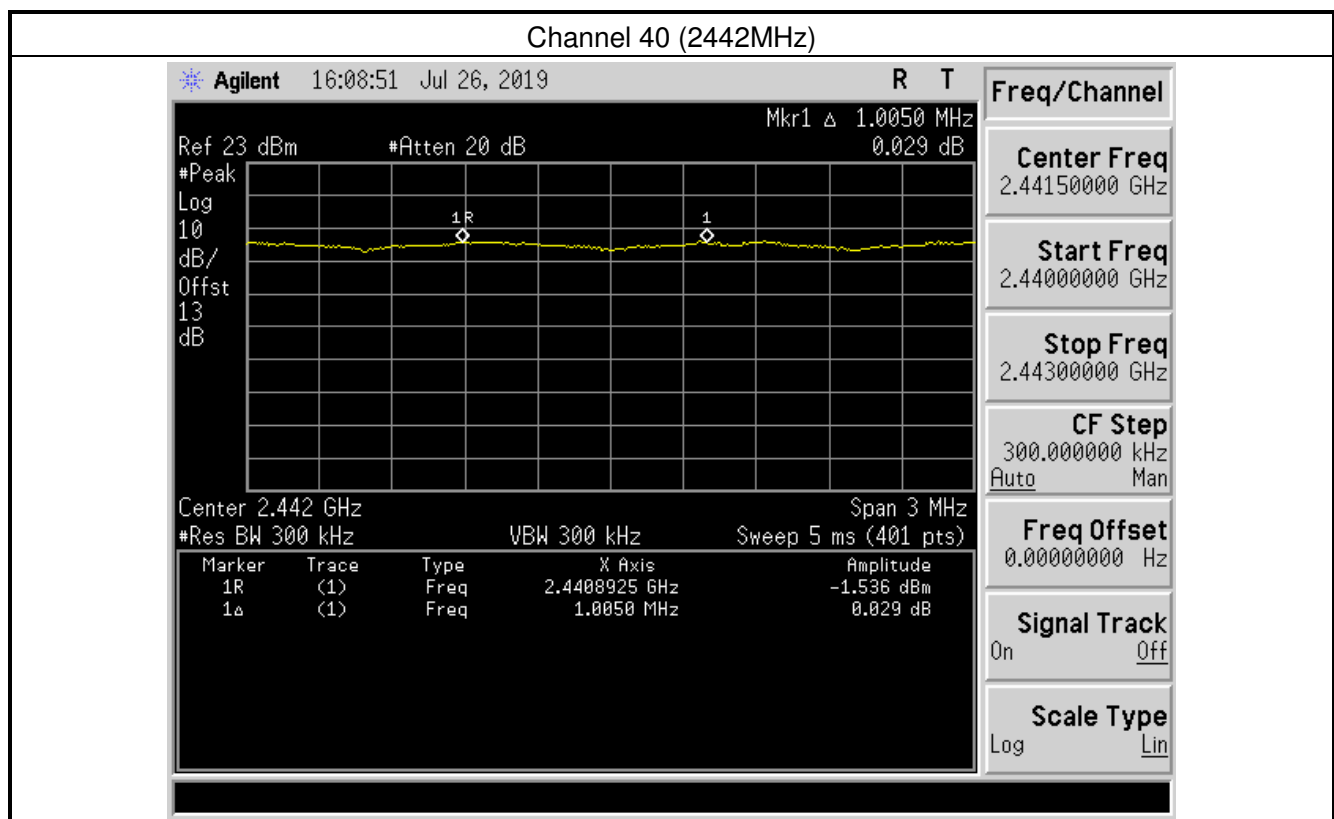 Channel 40 (2442MHz)
Agilent 16:08:51 Jul 26, 2019 R T
Mkr1 Δ 1.0050 MHz
Ref 23 dBm #Atten 20 dB 0.029 dB
#Peak
Log
10
dB/
Offst
13
dB
1R 1
Center 2.442 GHz Span 3 MHz
#Res BW 300 kHz VBW 300 kHz Sweep 5 ms (401 pts)
Marker Trace Type X Axis Amplitude
1R (1) Freq 2.4408925 GHz -1.536 dBm
1Δ (1) Freq 1.0050 MHz 0.029 dB
Freq/Channel
Center Freq
2.44150000 GHz
Start Freq
2.44000000 GHz
Stop Freq
2.44300000 GHz
CF Step
300.000000 kHz
Auto Man
Freq Offset
0.00000000 Hz
Signal Track
On Off
Scale Type
Log Lin